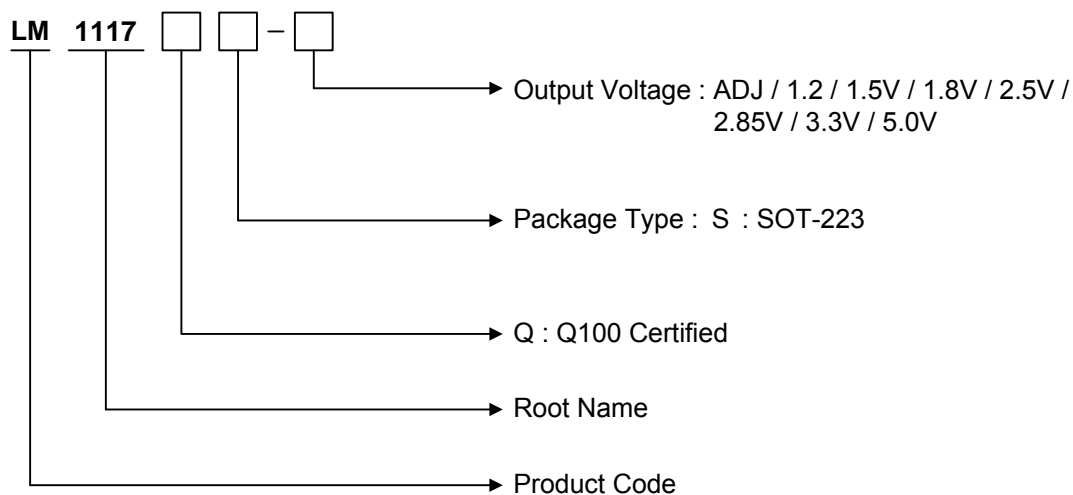 LM 1117 –
Output Voltage : ADJ / 1.2 / 1.5V / 1.8V / 2.5V /
2.85V / 3.3V / 5.0V
Package Type : S : SOT-223
Q : Q100 Certified
Root Name
Product Code